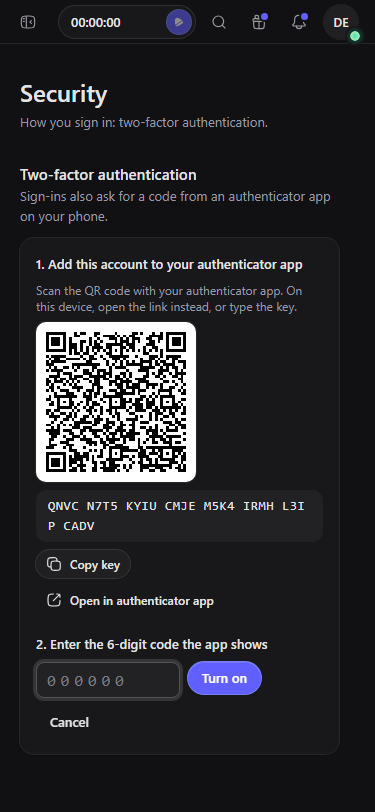 00:00:00
DE
Security
How you sign in: two-factor authentication.
Two-factor authentication
Sign-ins also ask for a code from an authenticator app
on your phone.
1. Add this account to your authenticator app
Scan the QR code with your authenticator app. On
this device, open the link instead, or type the key.
QNVC N7T5 KYIU CMJE M5K4 IRMH L3I
P CADV
Copy key
Open in authenticator app
2. Enter the 6-digit code the app shows
000000
Turn on
Cancel